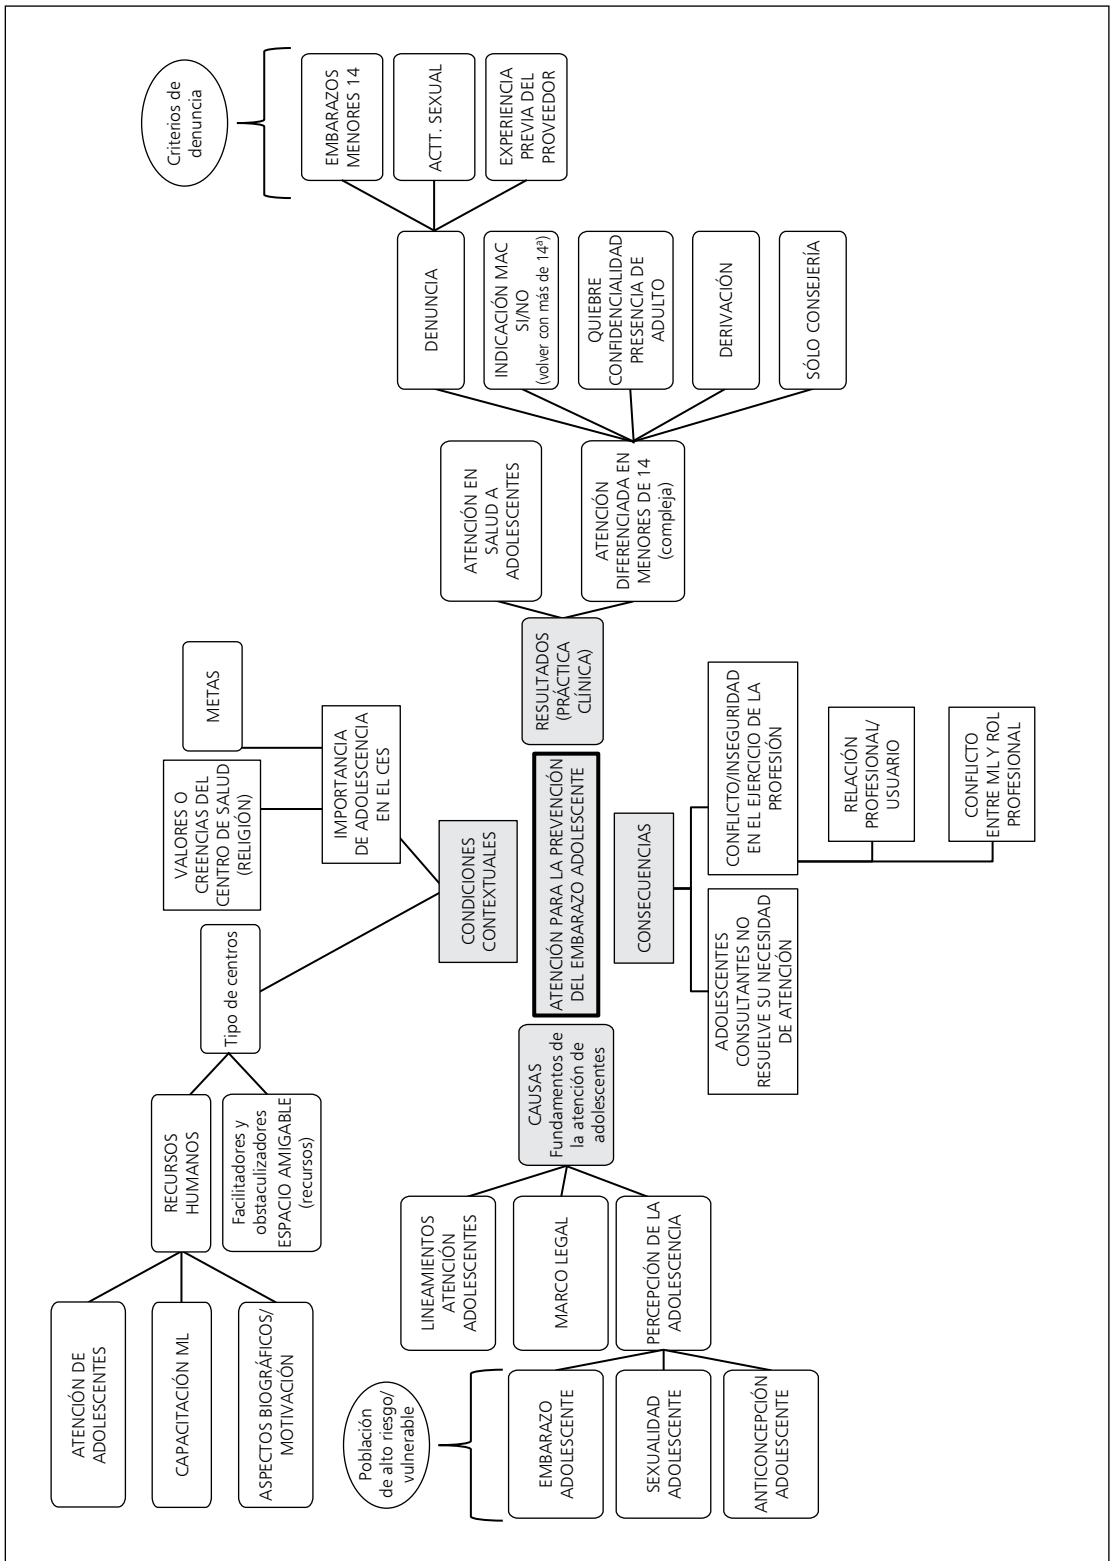 ATENCIÓN DE
ADOLESCENTES
CAPACITACIÓN ML
ASPECTOS BIOGRÁFICOS/
MOTIVACIÓN
RECURSOS
HUMANOS
Facilitadores y
obstaculizadores
ESPACIO AMIGABLE
(recursos)
Tipo de centros
VALORES O
CREENCIAS DEL
CENTRO DE SALUD
(RELIGIÓN)
METAS
IMPORTANCIA
DE ADOLESCENCIA
EN EL CES
CONDICIONES
CONTEXTUALES
Población
de alto riesgo/
vulnerable
EMBARAZO
ADOLESCENTE
SEXUALIDAD
ADOLESCENTE
ANTICONCEPCIÓN
ADOLESCENTE
LINEAMIENTOS
ATENCIÓN
ADOLESCENTES
MARCO LEGAL
PERCEPCIÓN DE LA
ADOLESCENCIA
CAUSAS
Fundamentos de
la atención de
adolescentes
ATENCIÓN PARA LA PREVENCIÓN
DEL EMBARAZO ADOLESCENTE
CONSECUENCIAS
ADOLESCENTES
CONSULTANTES NO
RESUELVE SU NECESIDAD
DE ATENCIÓN
CONFLICTO/INSEGURIDAD
EN EL EJERCICIO DE LA
PROFESIÓN
RELACIÓN
PROFESIONAL/
USUARIO
CONFLICTO
ENTRE ML Y ROL
PROFESIONAL
RESULTADOS
(PRÁCTICA
CLÍNICA)
ATENCIÓN EN
SALUD A
ADOLESCENTES
ATENCIÓN
DIFERENCIADA EN
MENORES DE 14
(compleja)
DENUNCIA
INDICACIÓN MAC
SI/NO
(volver con más de 14ª)
QUIEBRE
CONFIDENCIALIDAD
PRESENCIA DE
ADULTO
DERIVACIÓN
SÓLO CONSEJERÍA
Criterios de
denuncia
EMBARAZOS
MENORES 14
ACTT. SEXUAL
EXPERIENCIA
PREVIA DEL
PROVEEDOR